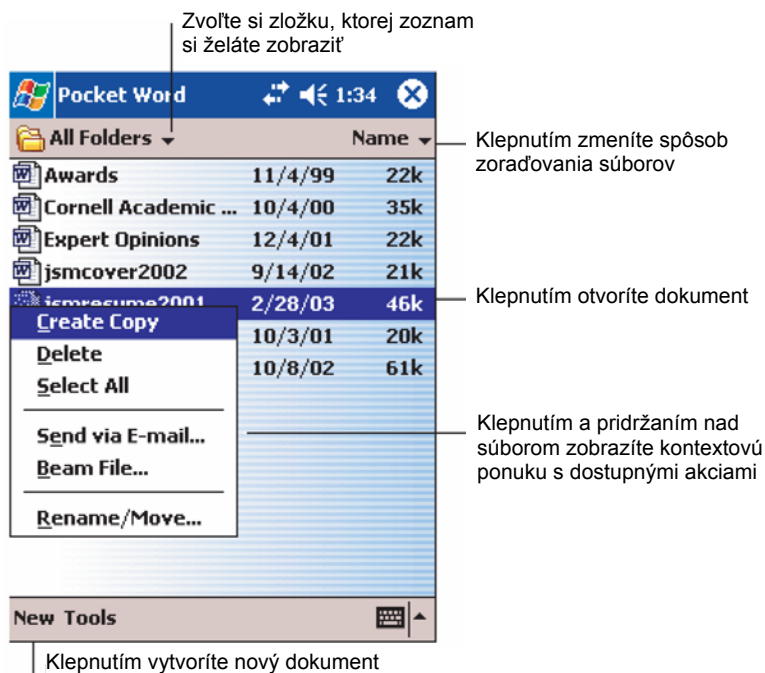 Zvoľte si zložku, ktorej zoznam
si želáte zobraziť
Pocket Word 1:34
All Folders Name
Klepnutím zmeníte spôsob
zoraďovania súborov
Awards 11/4/99 22k
Cornell Academic ... 10/4/00 35k
Expert Opinions 12/4/01 22k
jsmcover2002 9/14/02 21k
jsmresume2001 2/28/03 46k
Klepnutím otvoríte dokument
Create Copy
10/3/01 20k
Delete
10/8/02 61k
Select All
Send via E-mail...
Beam File...
Rename/Move...
Klepnutím a pridržaním nad
súborom zobrazíte kontextovú
ponuku s dostupnými akciami
New Tools
Klepnutím vytvoríte nový dokument